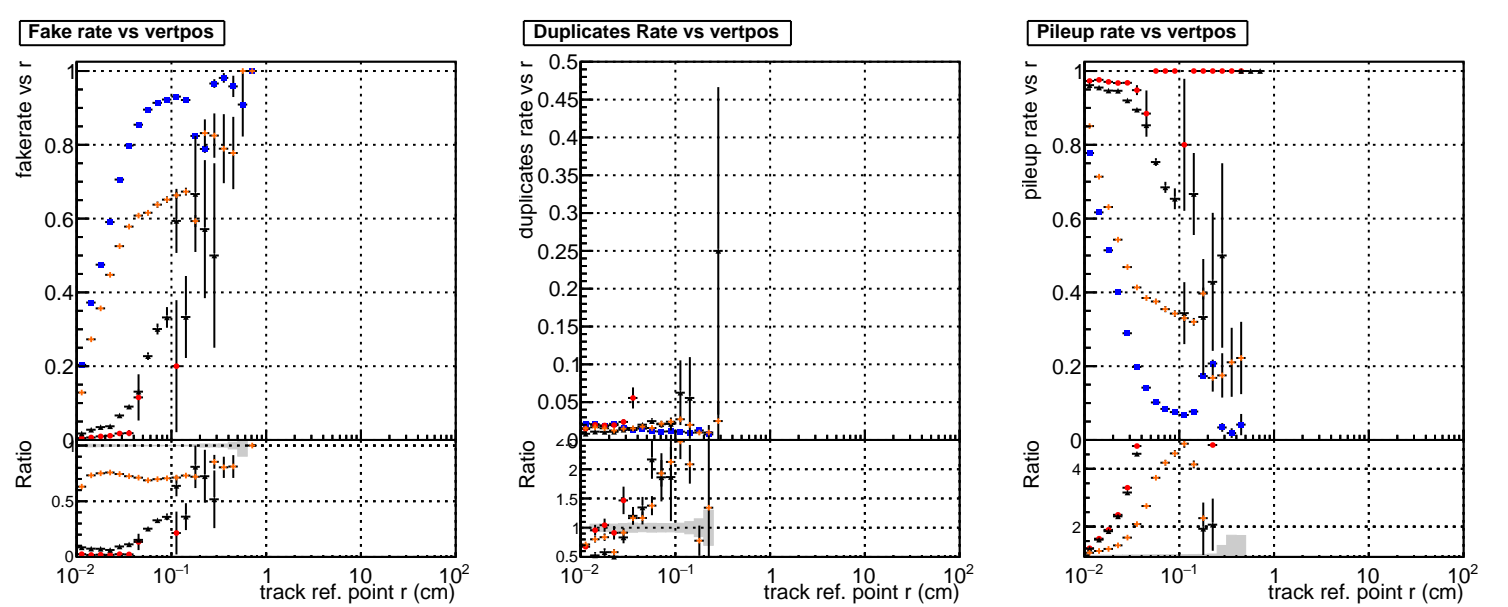 Fake rate vs vertpos
fakerate vs r
1
0.8
0.6
0.4
0.2
0
Ratio
1
0.5
0
10⁻² 10⁻¹ 1 10 10²
track ref. point r (cm)
Duplicates Rate vs vertpos
duplicates rate vs r
0.5
0.45
0.4
0.35
0.3
0.25
0.2
0.15
0.1
0.05
0
Ratio
2
1.5
1
0.5
10⁻² 10⁻¹ 1 10 10²
track ref. point r (cm)
Pileup rate vs vertpos
pileup rate vs r
1
0.8
0.6
0.4
0.2
0
Ratio
4
2
10⁻² 10⁻¹ 1 10 10²
track ref. point r (cm)